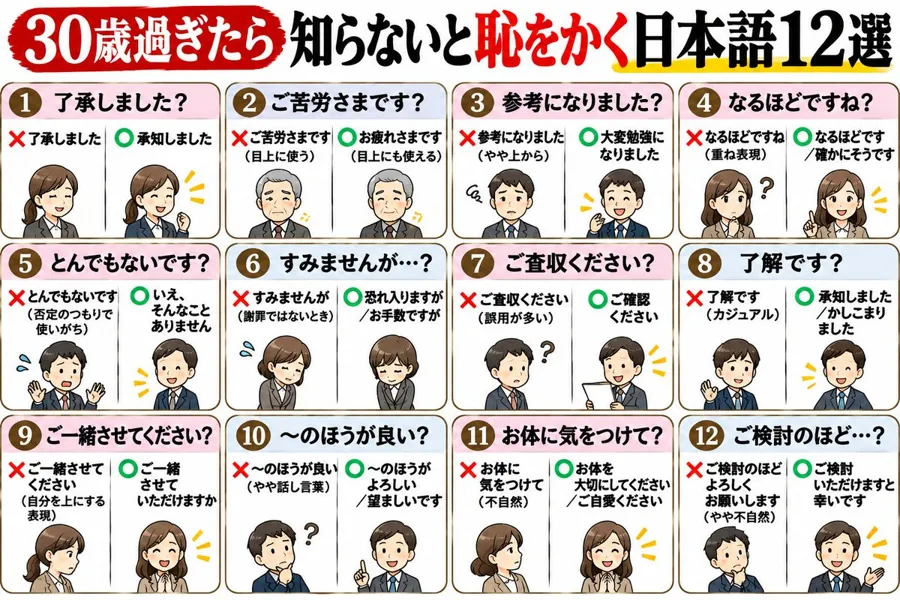 30歳過ぎたら 知らないと恥をかく日本語12選
1 了承しました?
×了承しました
○承知しました
2 ご苦労さまです?
×ご苦労さまです
(目上に使う)
○お疲れさまです
(目上にも使える)
3 参考になりました?
×参考になりました
(やや上から)
○大変勉強に
なりました
4 なるほどですね?
×なるほどですね
(重ね表現)
○なるほどです
/確かにそうです
5 とんでもないです?
×とんでもないです
(否定のつもりで
使いがち)
○いえ、
そんなこと
ありません
6 すみませんが…?
×すみませんが
(謝罪ではないとき)
○恐れ入りますが
/お手数ですが
7 ご査収ください?
×ご査収ください
(誤用が多い)
○ご確認
ください
8 了解です?
×了解です
(カジュアル)
○承知しました
/かしこまり
ました
9 ご一緒させてください?
×ご一緒させて
ください
(自分を上にする
表現)
○ご一緒
させて
いただけますか
10 〜のほうが良い?
×〜のほうが良い
(やや話し言葉)
○〜のほうが
よろしい
/望ましいです
11 お体に気をつけて?
×お体に
気をつけて
(不自然)
○お体を
大切にしてください
/ご自愛ください
12 ご検討のほど…?
×ご検討のほど
よろしく
お願いします
(やや不自然)
○ご検討
いただけますと
幸いです